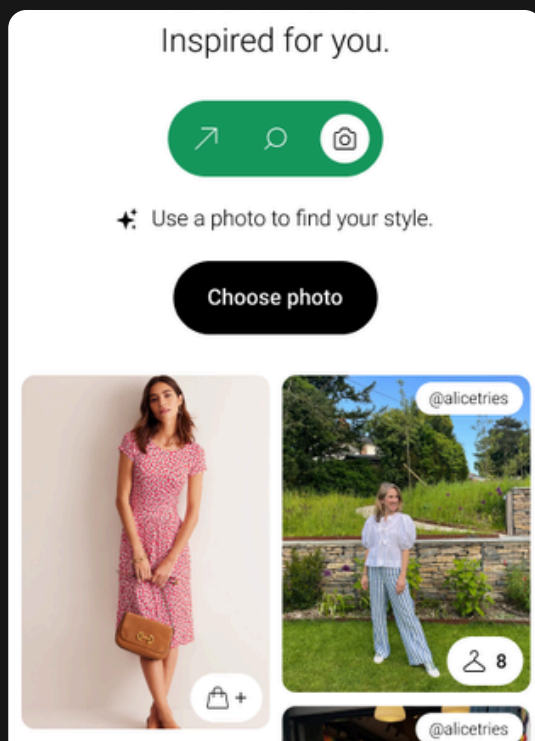 Inspired for you.
Use a photo to find your style.
Choose photo
@alicetries
+
8
@alicetries